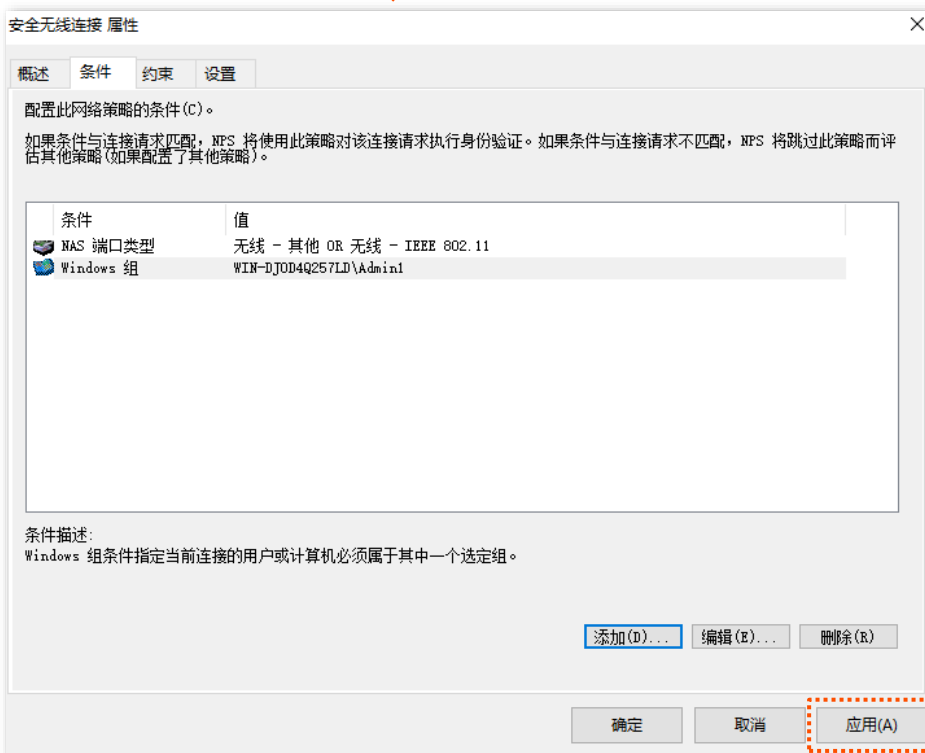 安全无线连接 属性
概述 条件 约束 设置
配置此网络策略的条件(C)。
如果条件与连接请求匹配，NPS 将使用此策略对该连接请求执行身份验证。如果条件与连接请求不匹配，NPS 将跳过此策略而评
估其他策略(如果配置了其他策略)。
条件 值
NAS 端口类型 无线 - 其他 OR 无线 - IEEE 802.11
Windows 组 WIN-DJOD4Q257LD\Admin1
条件描述:
Windows 组条件指定当前连接的用户或计算机必须属于其中一个选定组。
添加(D)... 编辑(E)... 删除(R)
确定 取消 应用(A)